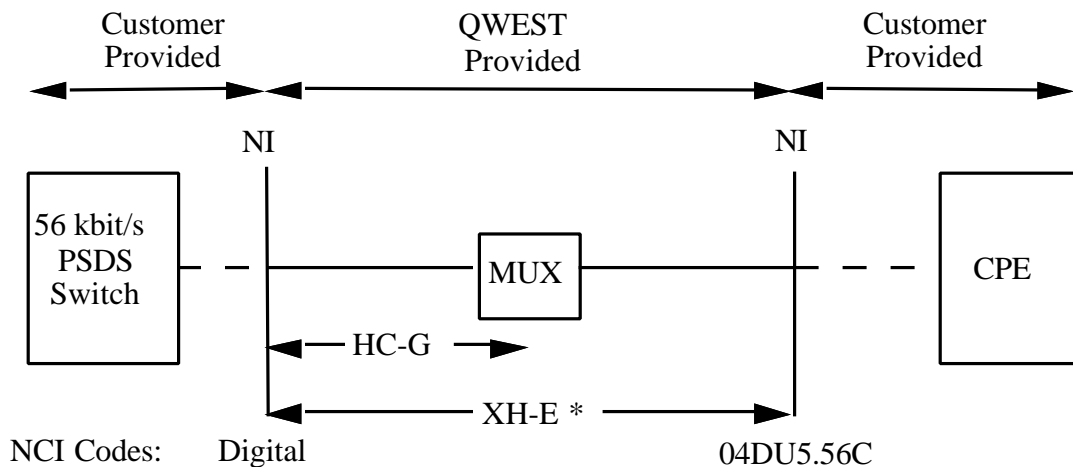 Customer Provided
QWEST Provided
Customer Provided
NI
NI
56 kbit/s
PSDS
Switch
MUX
CPE
HC-G
XH-E *
NCI Codes: Digital 04DU5.56C